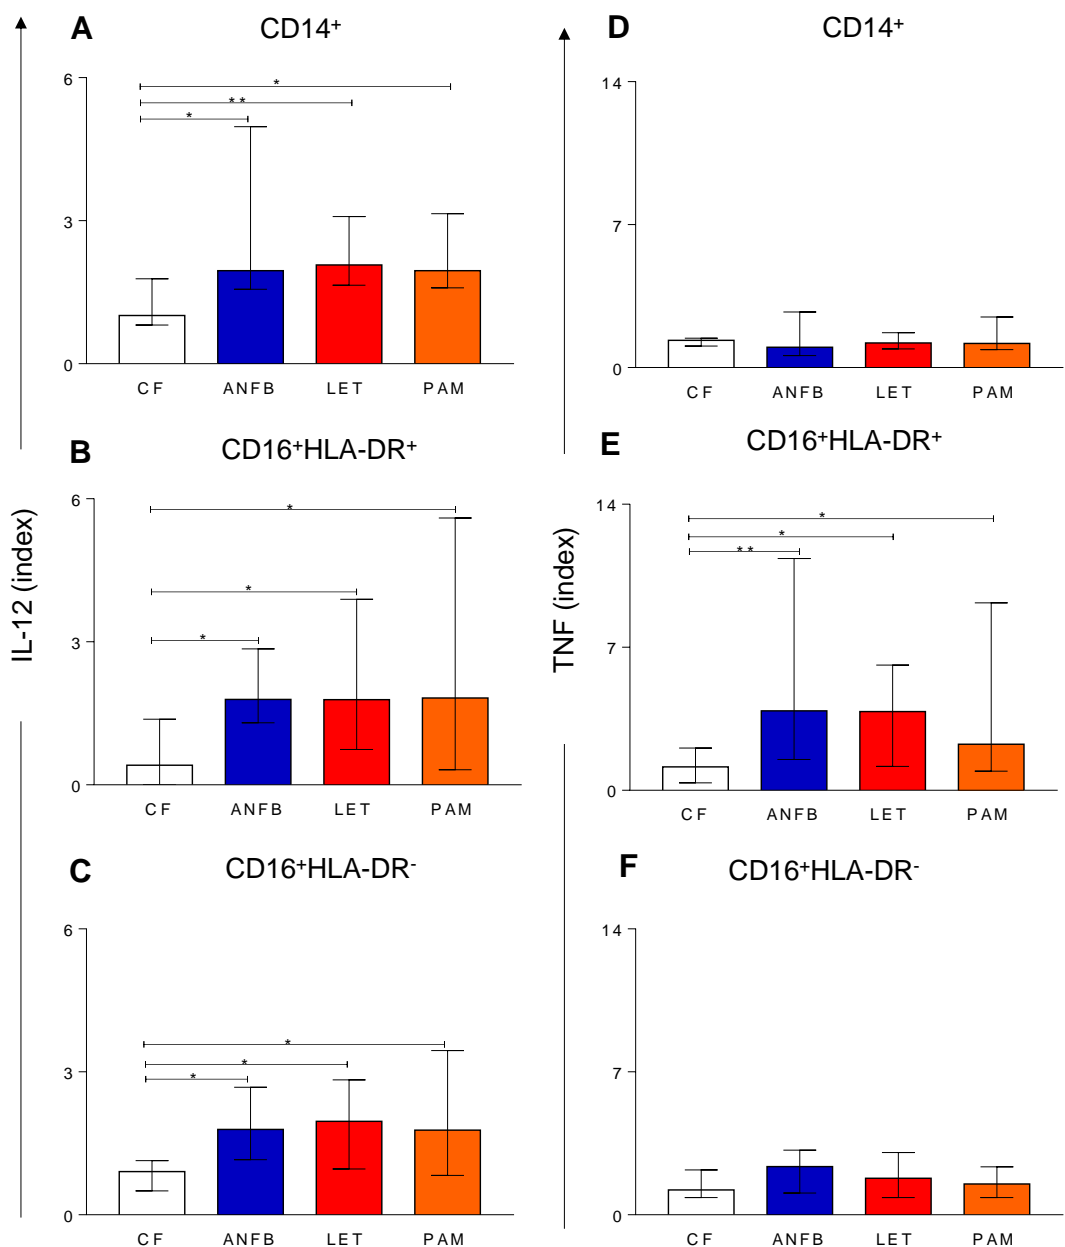 A
CD14⁺
6
3
0
*
**
*
CF ANFB LET PAM
B
CD16⁺HLA-DR⁺
6
3
0
*
*
*
CF ANFB LET PAM
IL-12 (index)
C
CD16⁺HLA-DR⁻
6
3
0
*
*
*
CF ANFB LET PAM
D
CD14⁺
14
7
0
CF ANFB LET PAM
E
CD16⁺HLA-DR⁺
14
7
0
*
*
**
CF ANFB LET PAM
TNF (index)
F
CD16⁺HLA-DR⁻
14
7
0
CF ANFB LET PAM